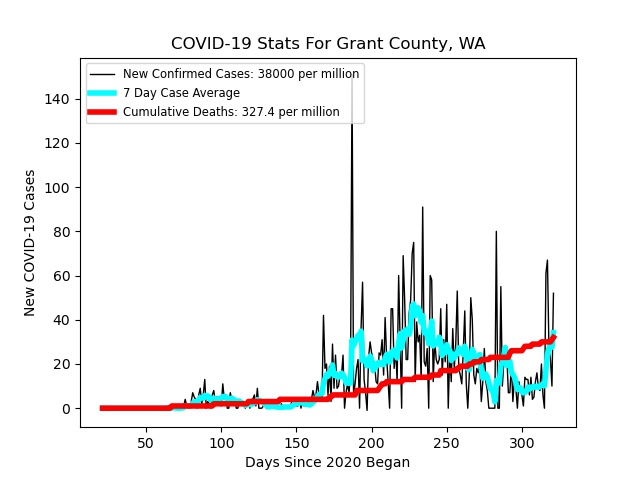 COVID-19 Stats For Grant County, WA
New Confirmed Cases: 38000 per million
7 Day Case Average
Cumulative Deaths: 327.4 per million
New COVID-19 Cases
140
120
100
80
60
40
20
0
50 100 150 200 250 300
Days Since 2020 Began